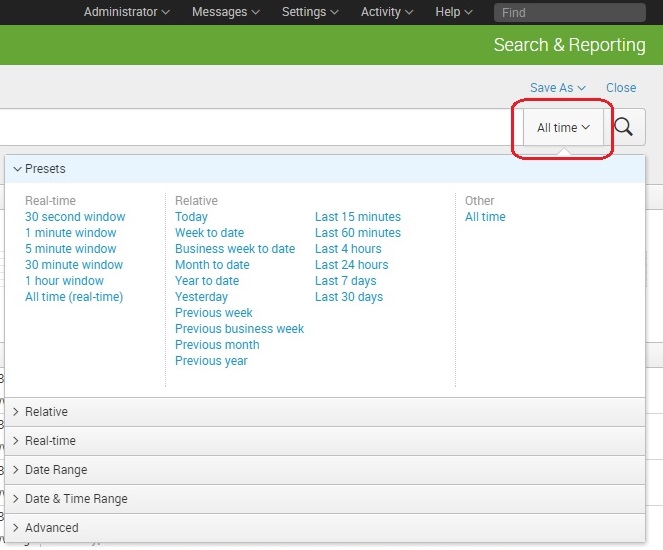 Administrator Messages Settings Activity Help Find
Search & Reporting
Save As Close
All time
Presets
Real-time
30 second window
1 minute window
5 minute window
30 minute window
1 hour window
All time (real-time)
Relative
Today
Week to date
Business week to date
Month to date
Year to date
Yesterday
Previous week
Previous business week
Previous month
Previous year
Last 15 minutes
Last 60 minutes
Last 4 hours
Last 24 hours
Last 7 days
Last 30 days
Other
All time
Relative
Real-time
Date Range
Date & Time Range
Advanced